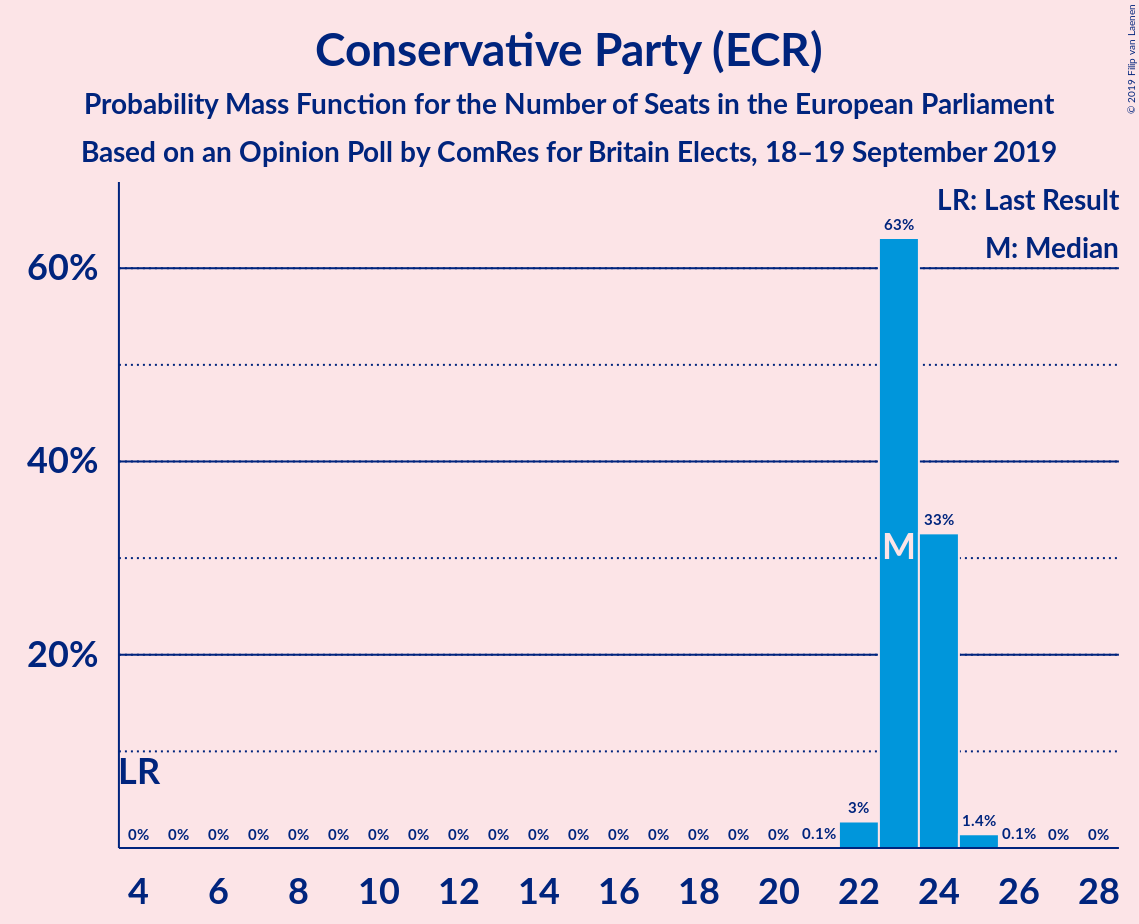 Conservative Party (ECR)
Probability Mass Function for the Number of Seats in the European Parliament
Based on an Opinion Poll by ComRes for Britain Elects, 18–19 September 2019
© 2019 Filip van Laenen
LR: Last Result
M: Median
60%
40%
20%
63%
33%
M
LR
0% 0% 0% 0% 0% 0% 0% 0% 0% 0% 0% 0% 0% 0% 0% 0% 0% 0.1% 3% 1.4% 0.1% 0% 0%
4 6 8 10 12 14 16 18 20 22 24 26 28